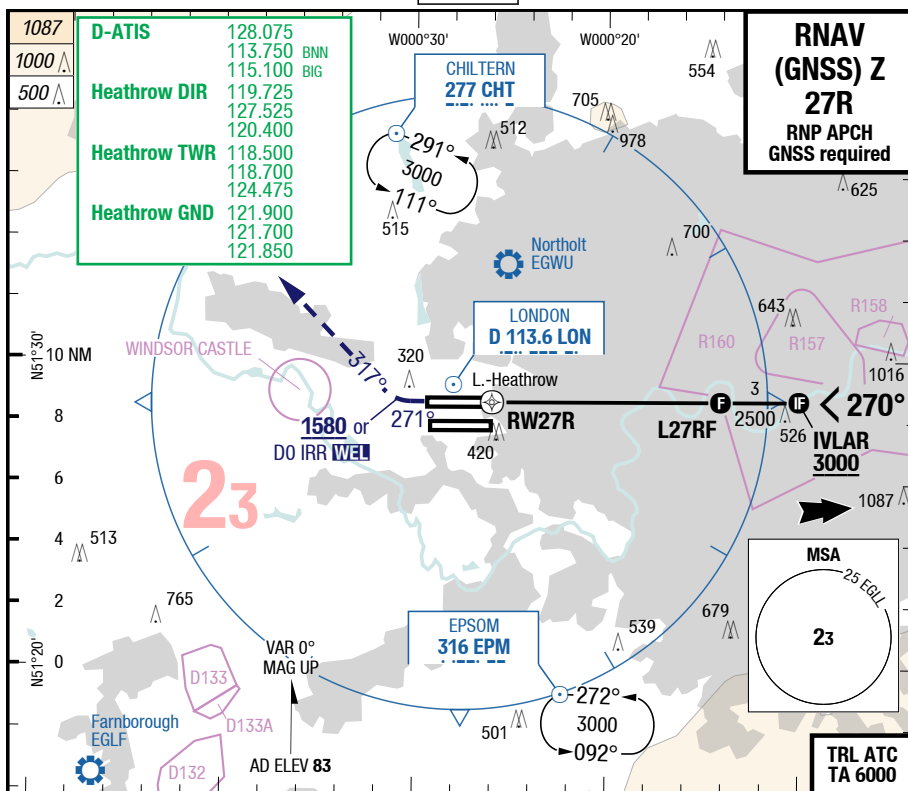 1087
1000
500
D-ATIS 128.075
113.750 BNN
115.100 BIG
Heathrow DIR 119.725
127.525
120.400
Heathrow TWR 118.500
118.700
124.475
Heathrow GND 121.900
121.700
121.850
W000°30'
W000°20'
RNAV
(GNSS) Z
27R
RNP APCH
GNSS required
CHILTERN
277 CHT
291°
3000
111°
515
512
554
705
978
625
700
Northolt
EGWU
LONDON
D 113.6 LON
643
R158
R157
R160
1016
N51°30'
10 NM
8
6
4
2
0
N51°20'
WINDSOR CASTLE
317°
320
L.-Heathrow
271°
RW27R
1580 or
D0 IRR WEL
420
L27RF
F
3
2500
IF
270°
526
IVLAR
3000
1087
23
513
765
MSA
25 EGLL
23
EPSOM
316 EPM
539
679
VAR 0°
MAG UP
D133
D133A
D132
Farnborough
EGLF
272°
3000
092°
501
AD ELEV 83
TRL ATC
TA 6000